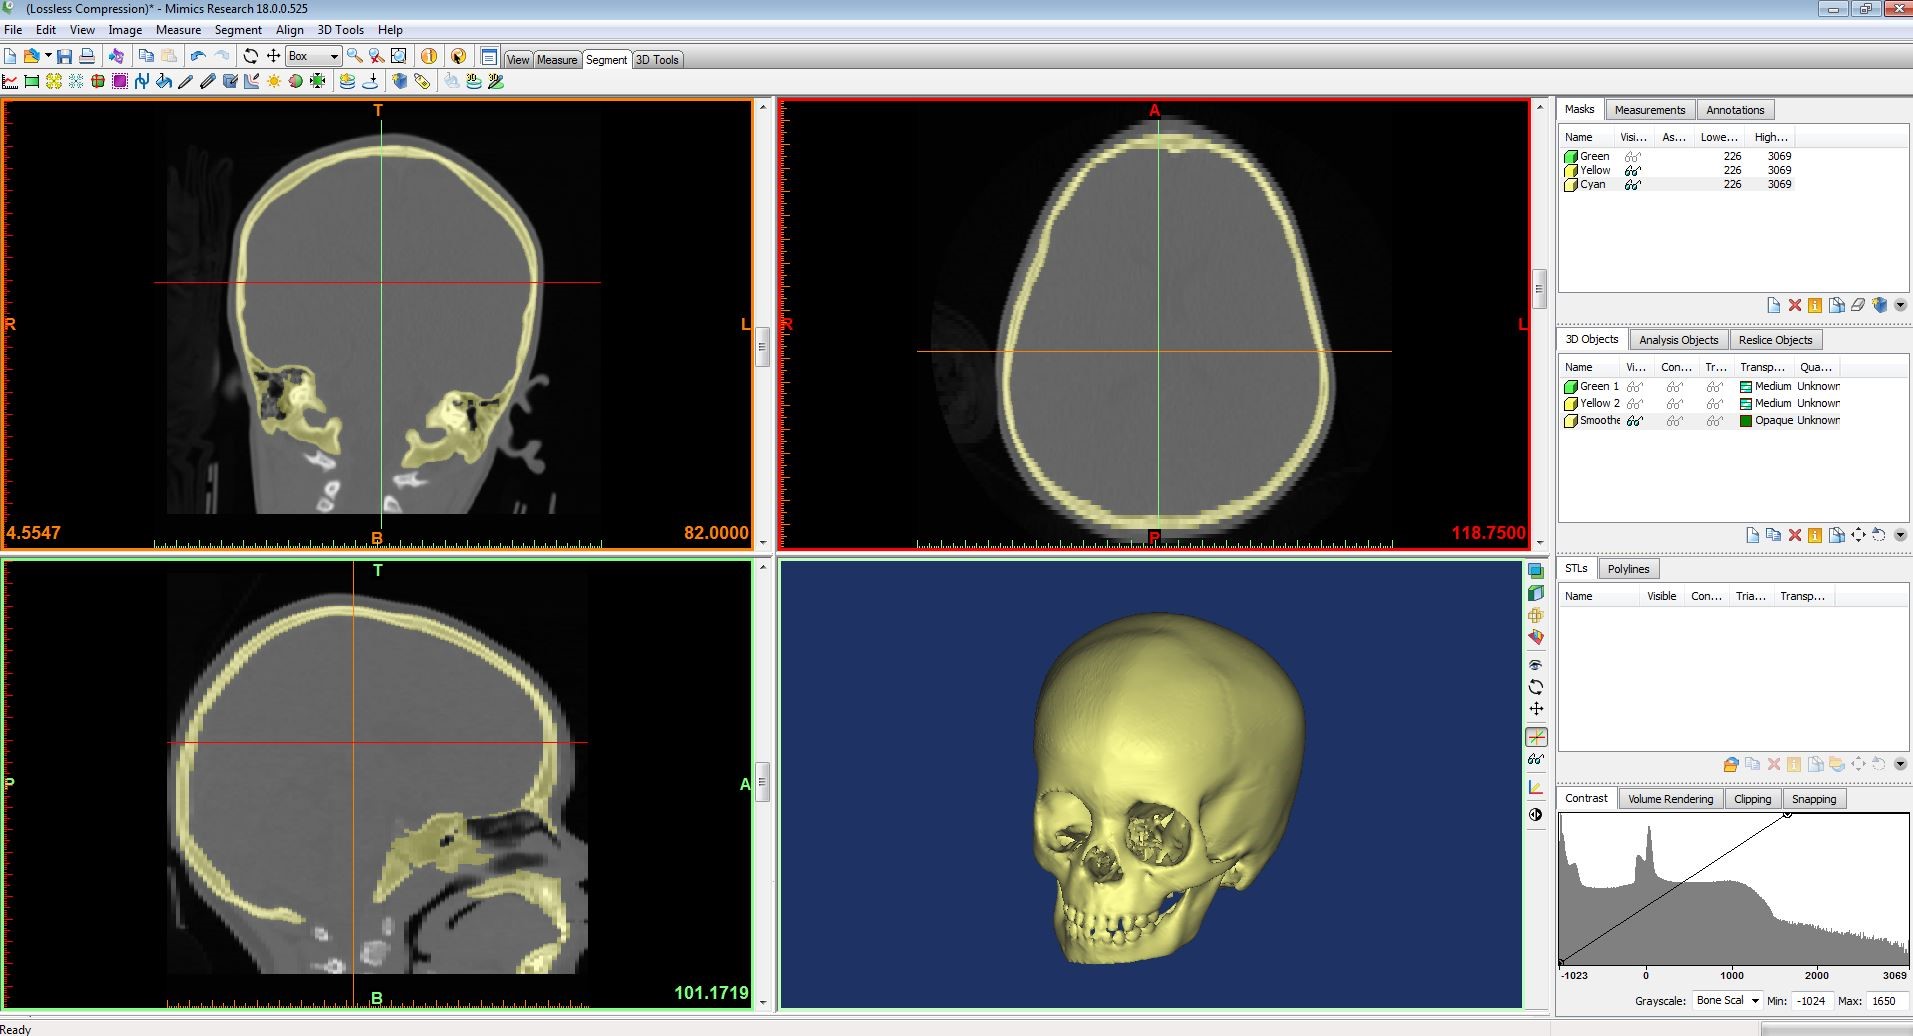 (Lossless Compression)* - Mimics Research 18.0.0.525
File Edit View Image Measure Segment Align 3D Tools Help
Box View Measure Segment 3D Tools
T
R
L
4.5547
B
82.0000
A
R
L
P
118.7500
T
P
A
B
101.1719
Masks Measurements Annotations
Name Visi... As... Lowe... High...
Green 226 3069
Yellow 226 3069
Cyan 226 3069
3D Objects Analysis Objects Reslice Objects
Name Vi... Con... Tr... Transp... Qua...
Green 1 Medium Unknown
Yellow 2 Medium Unknown
Smoothe Opaque Unknown
STLs Polylines
Name Visible Con... Tria... Transp...
Contrast Volume Rendering Clipping Snapping
-1023 0 1000 2000 3069
Grayscale: Bone Scal Min: -1024 Max: 1650
Ready